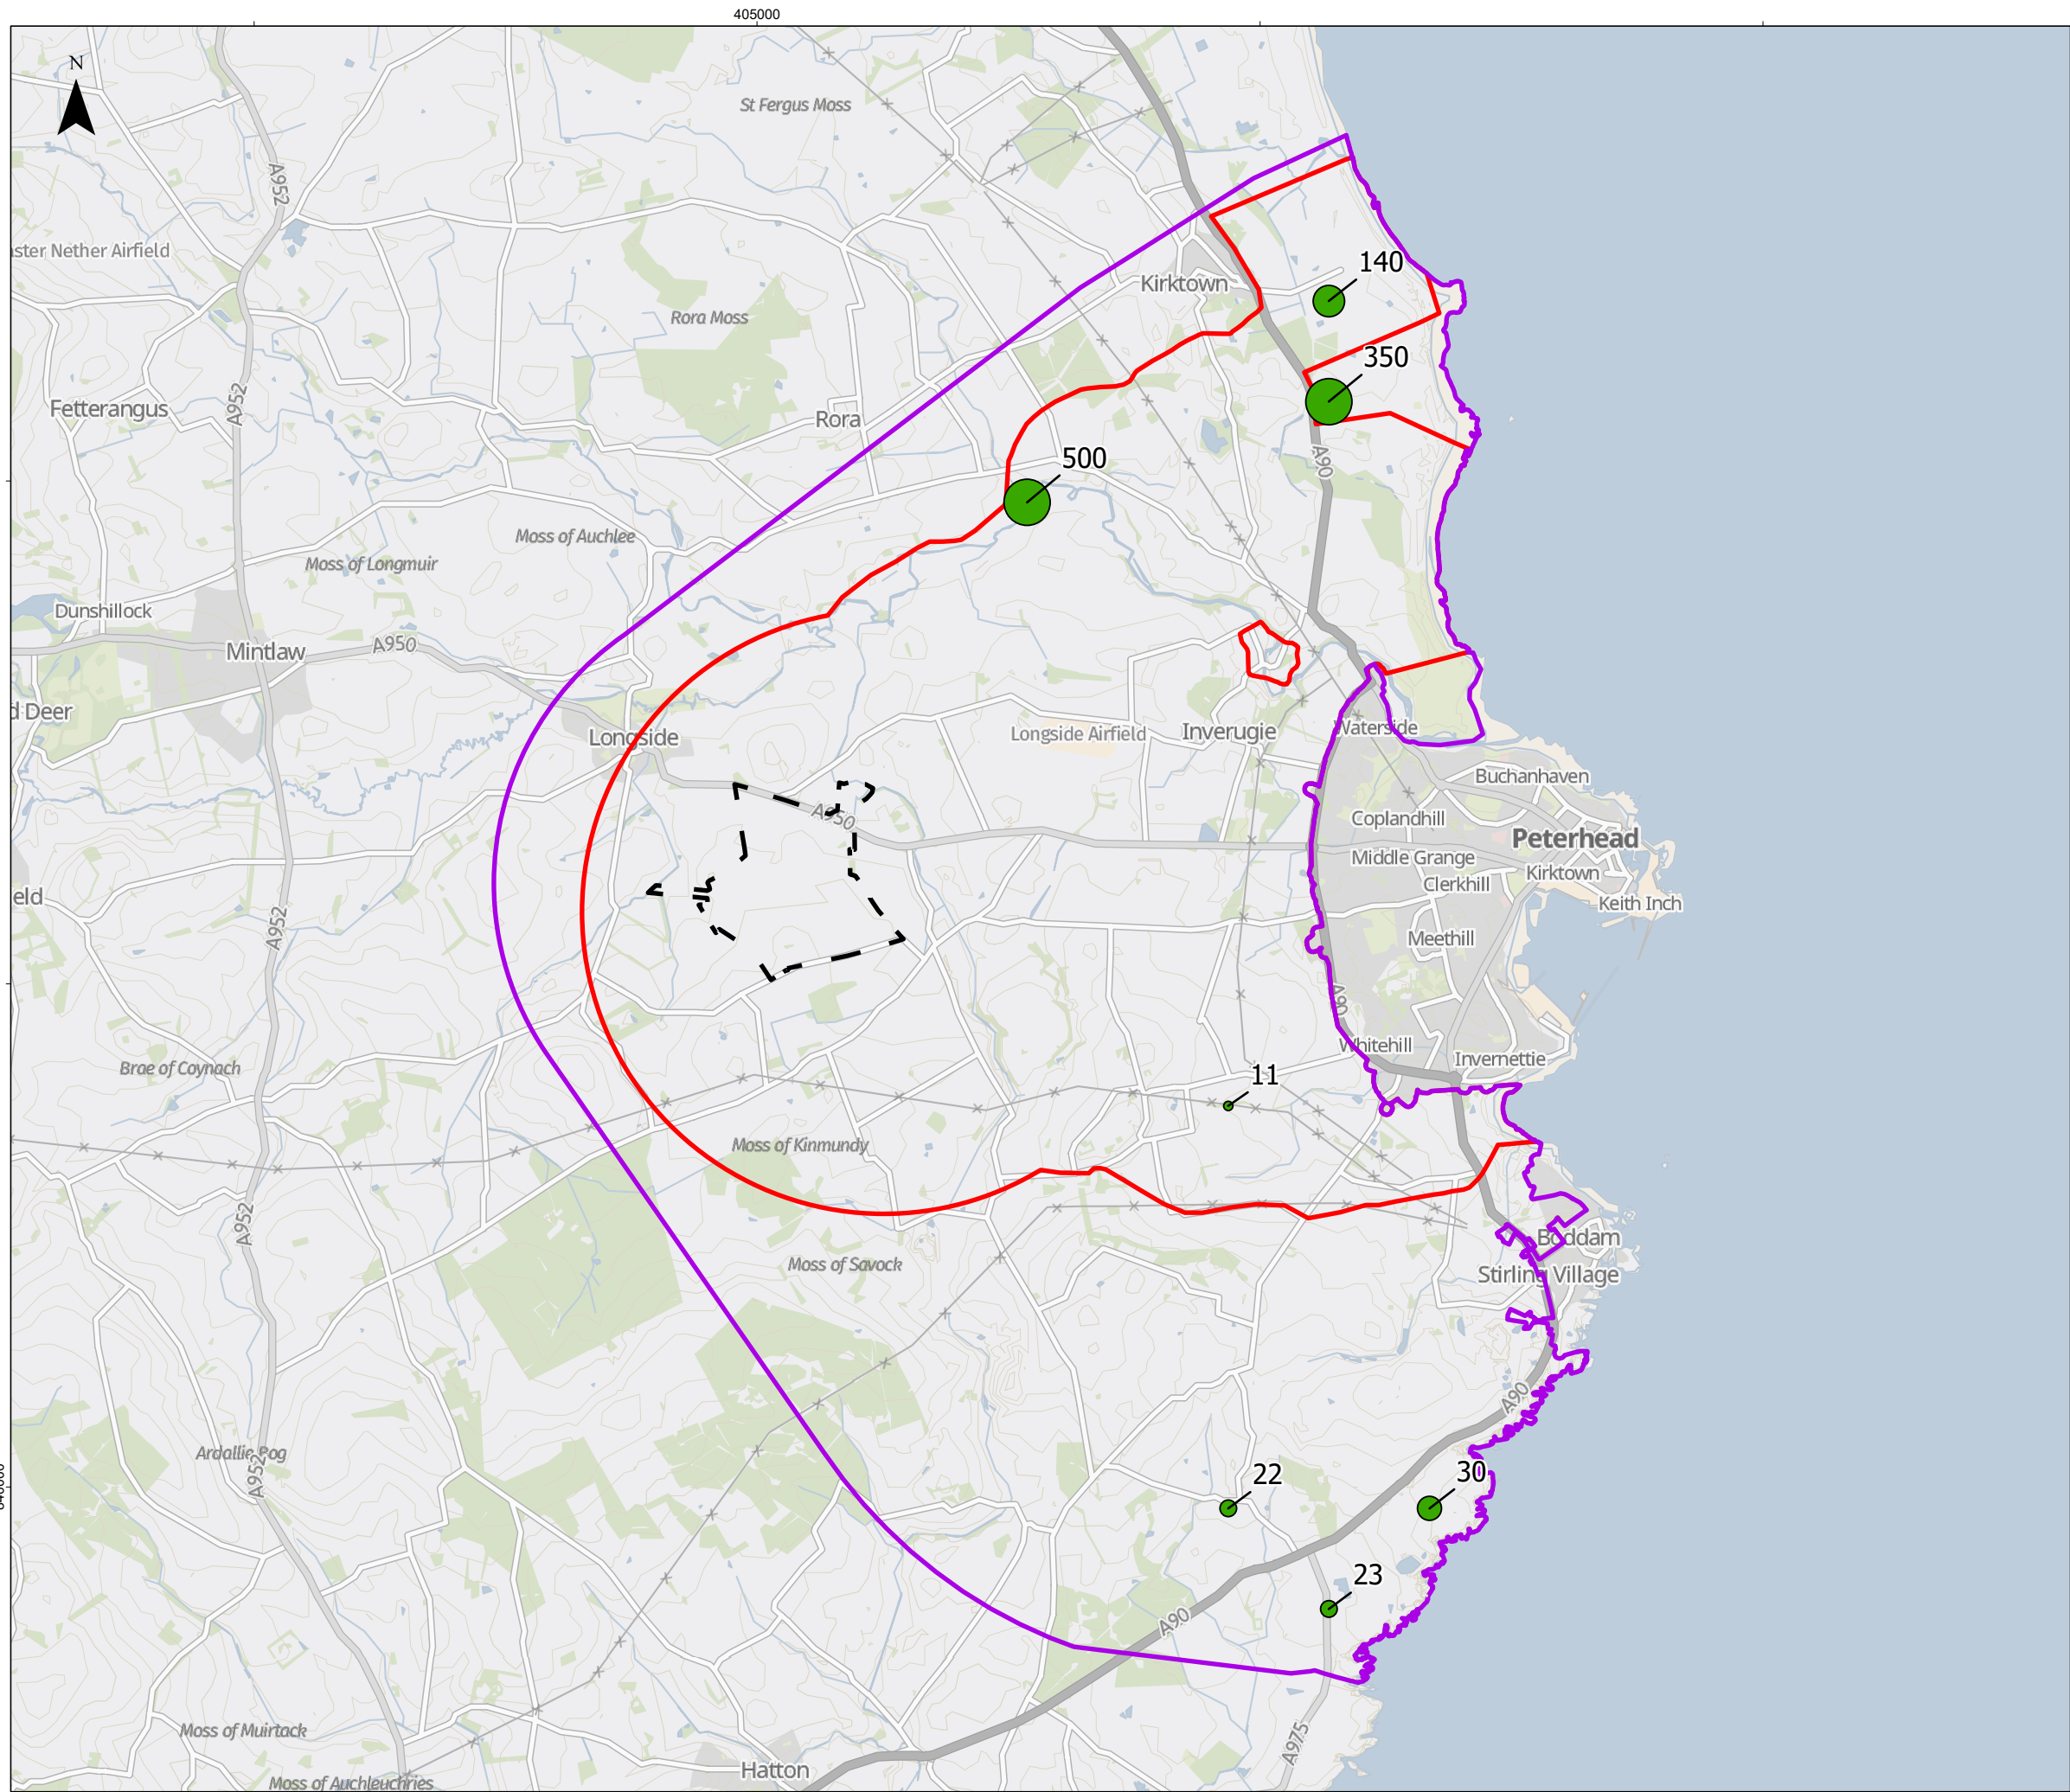 405000
N
St Fergus Moss
A952
aster Nether Airfield
140
Kirktown
Rora Moss
350
A952
Fetterangus
Rora
500
A90
Moss of Auchlee
Moss of Longmuir
Dunshillock
A950
Mintlaw
d Deer
Longside
Longside Airfield
Inverugie
Waterside
Buchanhaven
A950
Coplandhill
Peterhead
Middle Grange
Kirktown
Clerkhill
eld
Keith Inch
A952
Meethill
A90
Whitehill
Invernettie
Brae of Coynach
11
Moss of Kinmundy
A952
Boddam
Moss of Savock
Stirling Village
A90
Ardallie Bog
A952
22
30
23
A90
Moss of Muirtack
A975
Hatton
Moss of Auchleuchries